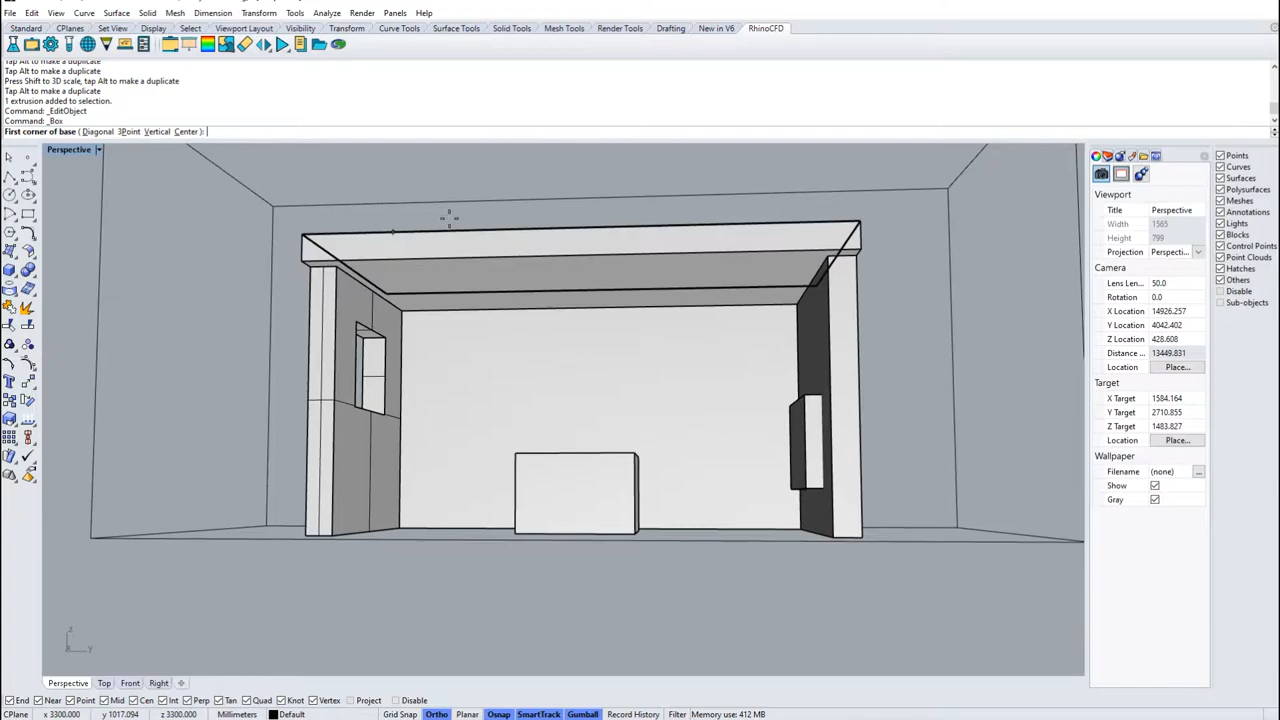 File Edit View Curve Surface Solid Mesh Dimension Transform Tools Analyze Render Panels Help
Standard CPlanes Set View Display Select Viewport Layout Visibility Transform Curve Tools Surface Tools Solid Tools Mesh Tools Render Tools Drafting New in V6 RhinoCFD
Tap Alt to make a duplicate
Tap Alt to make a duplicate
Press Shift to 3D scale, tap Alt to make a duplicate
Tap Alt to make a duplicate
1 extrusion added to selection.
Command: _EditObject
Command: _Box
First corner of base ( Diagonal 3Point Vertical Center ):
Perspective
Viewport
Title Perspective
Width 1565
Height 799
Projection Perspecti...
Camera
Lens Len... 50.0
Rotation 0.0
X Location 14926.257
Y Location 4042.402
Z Location 428.608
Distance ... 13449.831
Location Place...
Target
X Target 1584.164
Y Target 2710.855
Z Target 1483.827
Location Place...
Wallpaper
Filename (none) ...
Show
Gray
Points
Curves
Surfaces
Polysurfaces
Meshes
Annotations
Lights
Blocks
Control Points
Point Clouds
Hatches
Others
Disable
Sub-objects
z
x y
Perspective Top Front Right
End Near Point Mid Cen Int Perp Tan Quad Knot Vertex Project Disable
CPlane x 3300.000 y 1017.094 z 3300.000 Millimeters Default Grid Snap Ortho Planar Osnap SmartTrack Gumball Record History Filter Memory use: 412 MB